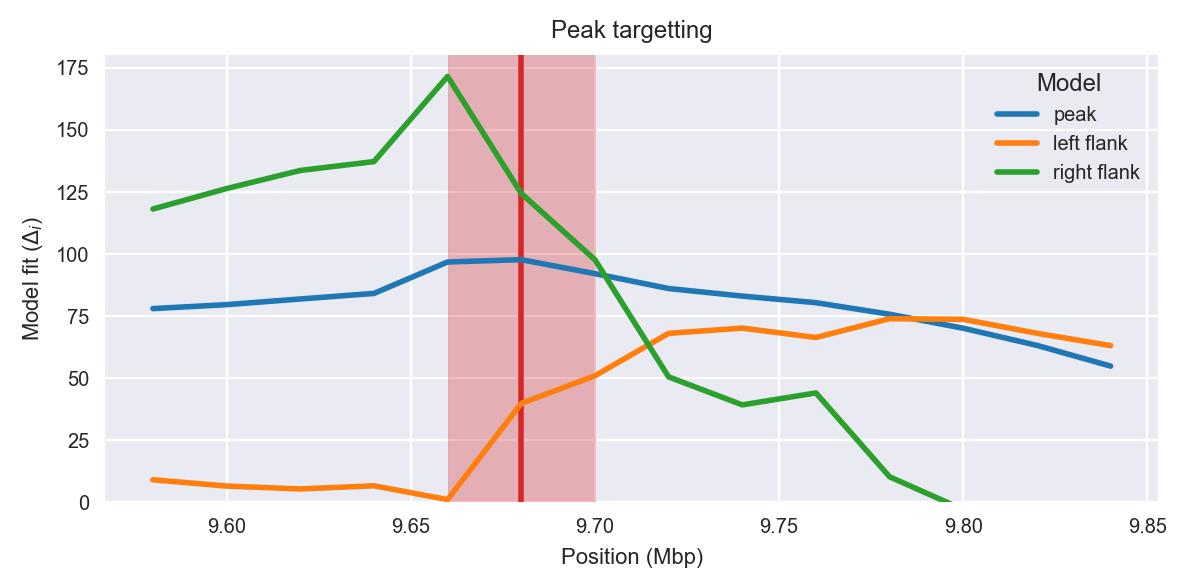 Peak targetting
Model fit (Δi)
175
150
125
100
75
50
25
0
Model
peak
left flank
right flank
9.60
9.65
9.70
9.75
9.80
9.85
Position (Mbp)